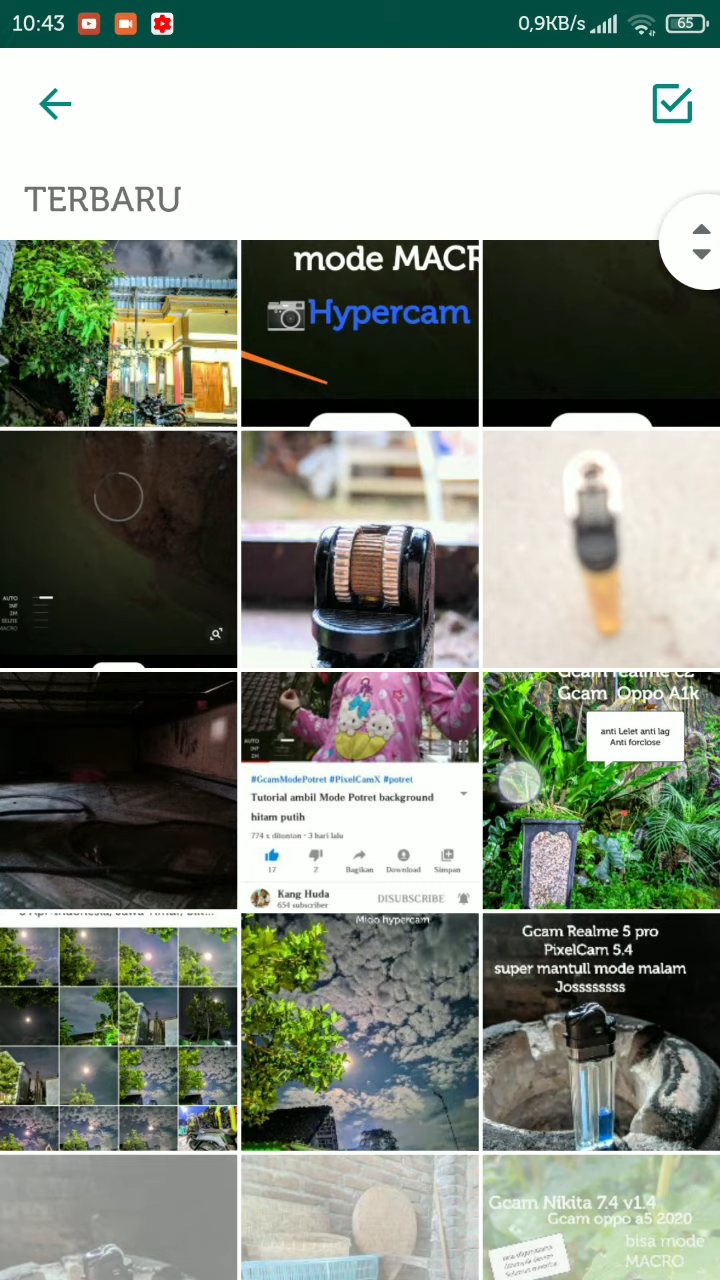 10:43
0,9KB/s
65
TERBARU
mode MACR
Hypercam
AUTO
INF
2M
SELFIE
MACRO
AUTO
INF
2M
#GcamModePotret #PixelCamX #potret
Tutorial ambil Mode Potret background
hitam putih
774 x ditonton · 3 hari lalu
17
2
Bagikan
Download
Simpan
Kang Huda
654 subscriber
DISUBSCRIBE
Gcam realme c2
Gcam Oppo A1k
anti Lelet anti lag
Anti forclose
Mido hypercam
Gcam Realme 5 pro
PixelCam 5.4
super mantull mode malam
Jossssssss
Gcam Nikita 7.4 v1.4
Gcam oppo a5 2020
bisa mode
MACRO